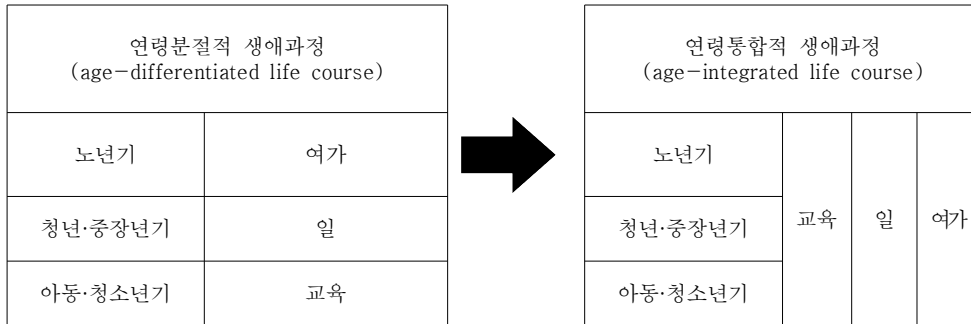 연령분절적 생애과정
(age-differentiated life course)
노년기 여가
청년·중장년기 일
아동·청소년기 교육
연령통합적 생애과정
(age-integrated life course)
노년기
청년·중장년기
아동·청소년기
교육 일 여가